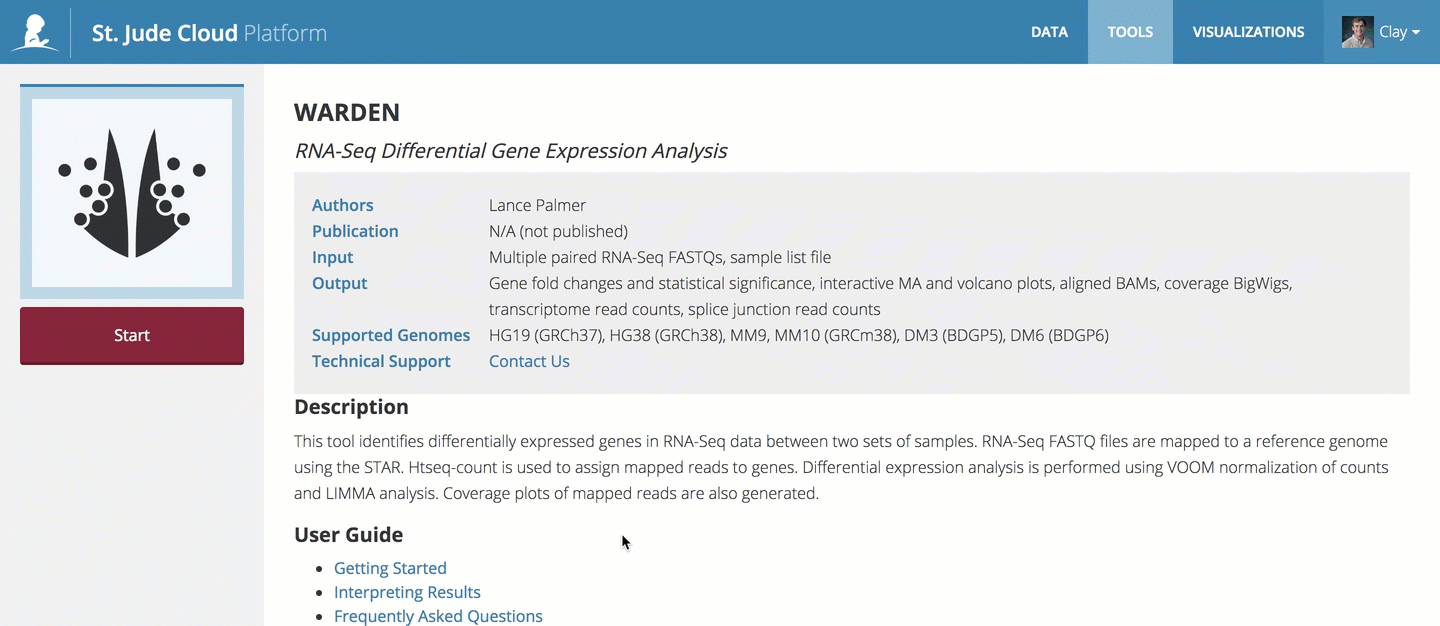 St. Jude Cloud Platform
DATA
TOOLS
VISUALIZATIONS
Clay
Start
WARDEN
RNA-Seq Differential Gene Expression Analysis
Authors Lance Palmer
Publication N/A (not published)
Input Multiple paired RNA-Seq FASTQs, sample list file
Output Gene fold changes and statistical significance, interactive MA and volcano plots, aligned BAMs, coverage BigWigs,
transcriptome read counts, splice junction read counts
Supported Genomes HG19 (GRCh37), HG38 (GRCh38), MM9, MM10 (GRCm38), DM3 (BDGP5), DM6 (BDGP6)
Technical Support Contact Us
Description
This tool identifies differentially expressed genes in RNA-Seq data between two sets of samples. RNA-Seq FASTQ files are mapped to a reference genome
using the STAR. Htseq-count is used to assign mapped reads to genes. Differential expression analysis is performed using VOOM normalization of counts
and LIMMA analysis. Coverage plots of mapped reads are also generated.
User Guide
• Getting Started
• Interpreting Results
• Frequently Asked Questions